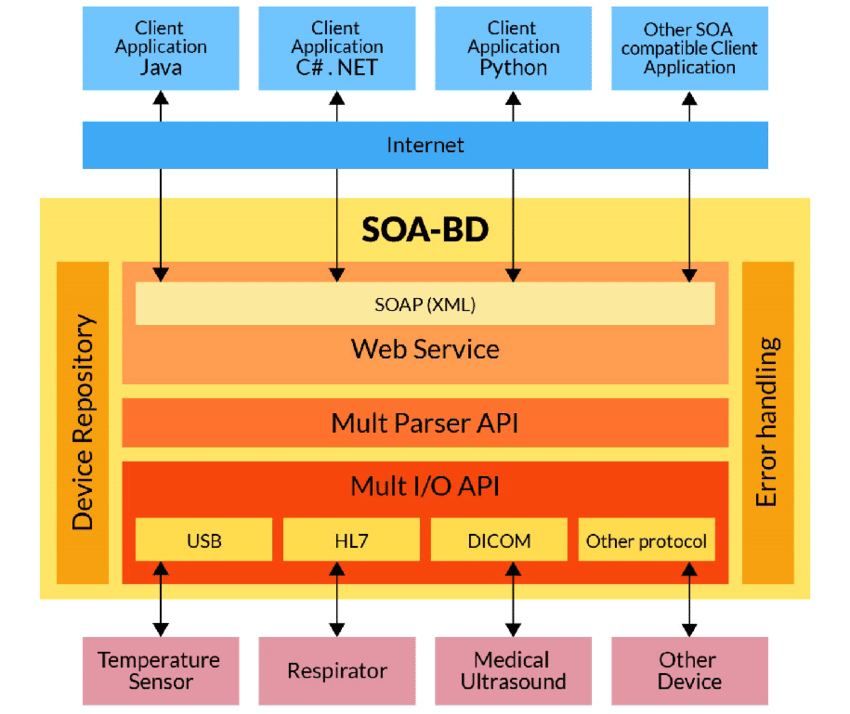 Client
Application
Java
Client
Application
C# . NET
Client
Application
Python
Other SOA
compatible Client
Application
Internet
SOA-BD
Device Repository
SOAP (XML)
Web Service
Mult Parser API
Mult I/O API
USB
HL7
DICOM
Other protocol
Error handling
Temperature
Sensor
Respirator
Medical
Ultrasound
Other
Device